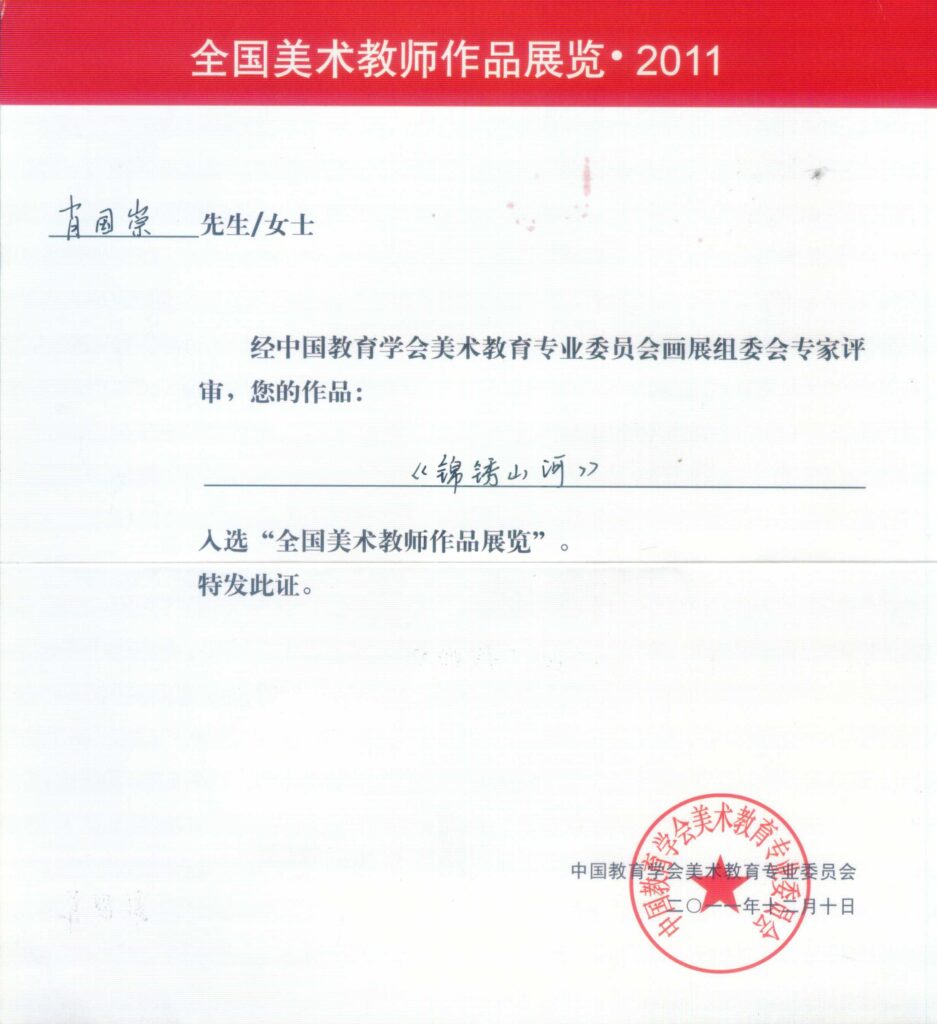 全国美术教师作品展览·2011
肖国崇 先生/女士
经中国教育学会美术教育专业委员会画展组委会专家评
审，您的作品：
《锦锈山河》
入选“全国美术教师作品展览”。
特发此证。
中国教育学会美术教育专业委员会
二〇一一年十二月十日
中国教育学会美术教育专业委员会